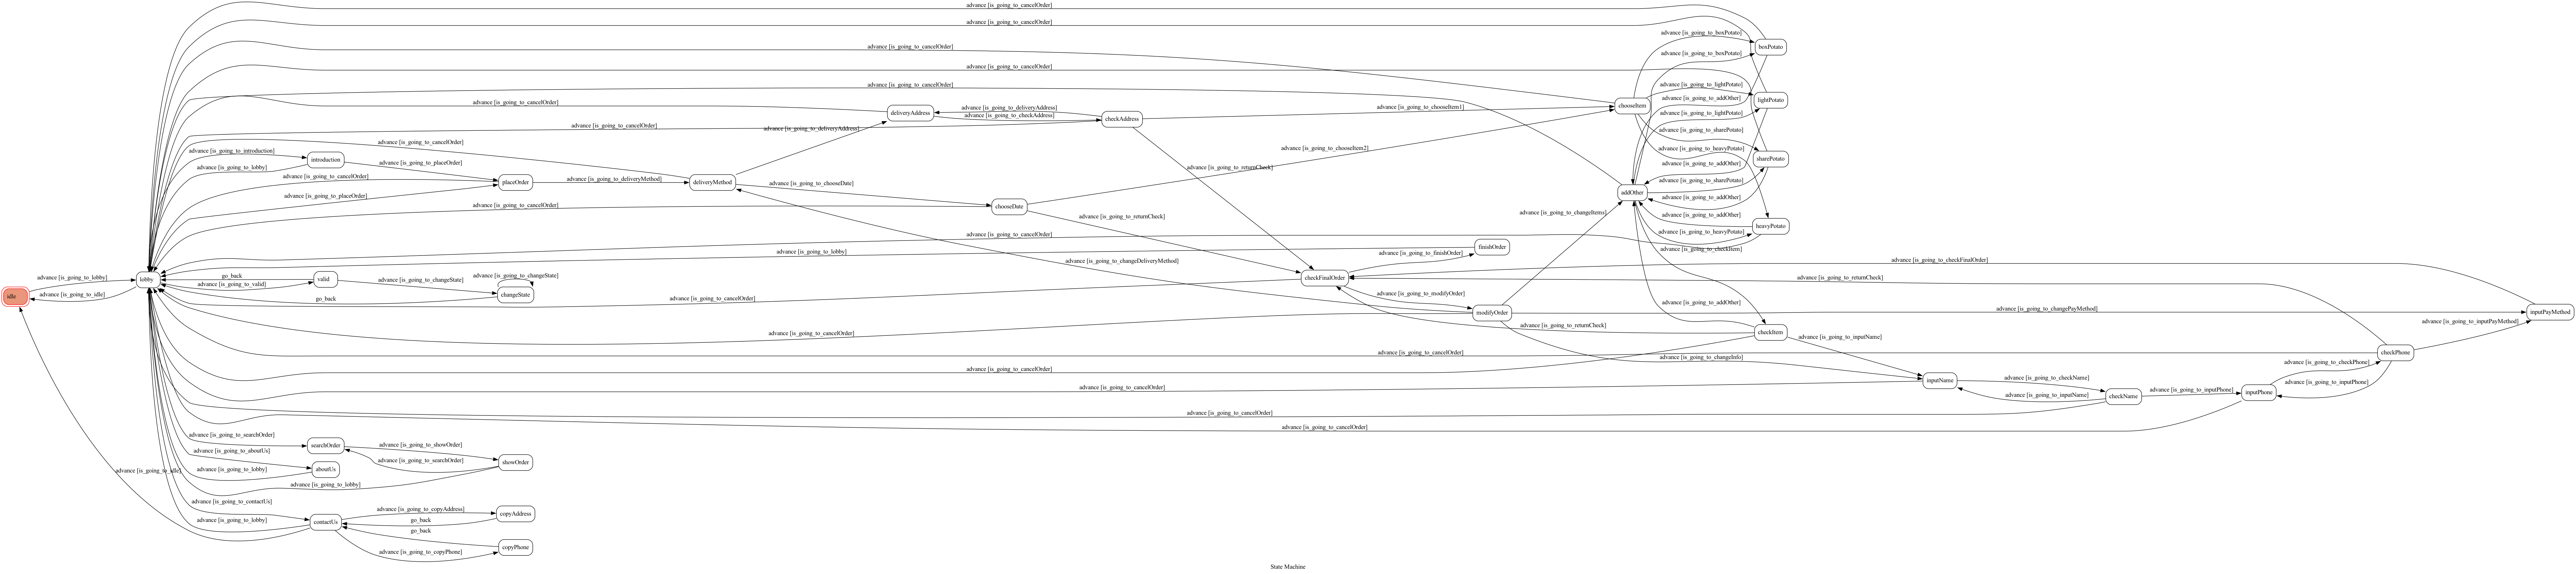 advance [is_going_to_cancelOrder]
advance [is_going_to_cancelOrder]
advance [is_going_to_boxPotato]
advance [is_going_to_cancelOrder]
boxPotato
advance [is_going_to_boxPotato]
advance [is_going_to_cancelOrder]
advance [is_going_to_cancelOrder]
advance [is_going_to_lightPotato]
advance [is_going_to_addOther]
lightPotato
advance [is_going_to_cancelOrder]
chooseItem
advance [is_going_to_deliveryAddress]
advance [is_going_to_chooseItem1]
deliveryAddress
advance [is_going_to_checkAddress]
advance [is_going_to_lightPotato]
checkAddress
advance [is_going_to_cancelOrder]
advance [is_going_to_deliveryAddress]
advance [is_going_to_sharePotato]
advance [is_going_to_cancelOrder]
advance [is_going_to_chooseItem2]
advance [is_going_to_heavyPotato]
advance [is_going_to_introduction]
introduction
sharePotato
advance [is_going_to_placeOrder]
advance [is_going_to_addOther]
advance [is_going_to_lobby]
advance [is_going_to_returnCheck]
advance [is_going_to_cancelOrder]
placeOrder
advance [is_going_to_deliveryMethod]
deliveryMethod
advance [is_going_to_chooseDate]
advance [is_going_to_sharePotato]
addOther
advance [is_going_to_placeOrder]
advance [is_going_to_addOther]
advance [is_going_to_cancelOrder]
chooseDate
advance [is_going_to_changeItems]
advance [is_going_to_returnCheck]
advance [is_going_to_addOther]
heavyPotato
advance [is_going_to_heavyPotato]
advance [is_going_to_cancelOrder]
finishOrder
advance [is_going_to_checkItem]
advance [is_going_to_lobby]
advance [is_going_to_finishOrder]
advance [is_going_to_changeDeliveryMethod]
advance [is_going_to_checkFinalOrder]
advance [is_going_to_lobby]
lobby
go_back
valid
advance [is_going_to_changeState]
advance [is_going_to_changeState]
checkFinalOrder
advance [is_going_to_returnCheck]
advance [is_going_to_valid]
idle
advance [is_going_to_idle]
go_back
changeState
advance [is_going_to_cancelOrder]
advance [is_going_to_modifyOrder]
advance [is_going_to_addOther]
advance [is_going_to_changePayMethod]
modifyOrder
inputPayMethod
advance [is_going_to_inputPayMethod]
advance [is_going_to_returnCheck]
checkItem
advance [is_going_to_cancelOrder]
advance [is_going_to_inputName]
advance [is_going_to_cancelOrder]
checkPhone
advance [is_going_to_changeInfo]
advance [is_going_to_checkPhone]
advance [is_going_to_cancelOrder]
advance [is_going_to_checkName]
inputName
advance [is_going_to_inputPhone]
advance [is_going_to_cancelOrder]
advance [is_going_to_inputPhone]
inputPhone
advance [is_going_to_inputName]
checkName
advance [is_going_to_cancelOrder]
advance [is_going_to_cancelOrder]
advance [is_going_to_searchOrder]
searchOrder
advance [is_going_to_showOrder]
advance [is_going_to_aboutUs]
advance [is_going_to_searchOrder]
showOrder
advance [is_going_to_idle]
advance [is_going_to_lobby]
aboutUs
advance [is_going_to_lobby]
advance [is_going_to_contactUs]
advance [is_going_to_copyAddress]
copyAddress
advance [is_going_to_lobby]
contactUs
go_back
go_back
advance [is_going_to_copyPhone]
copyPhone
State Machine